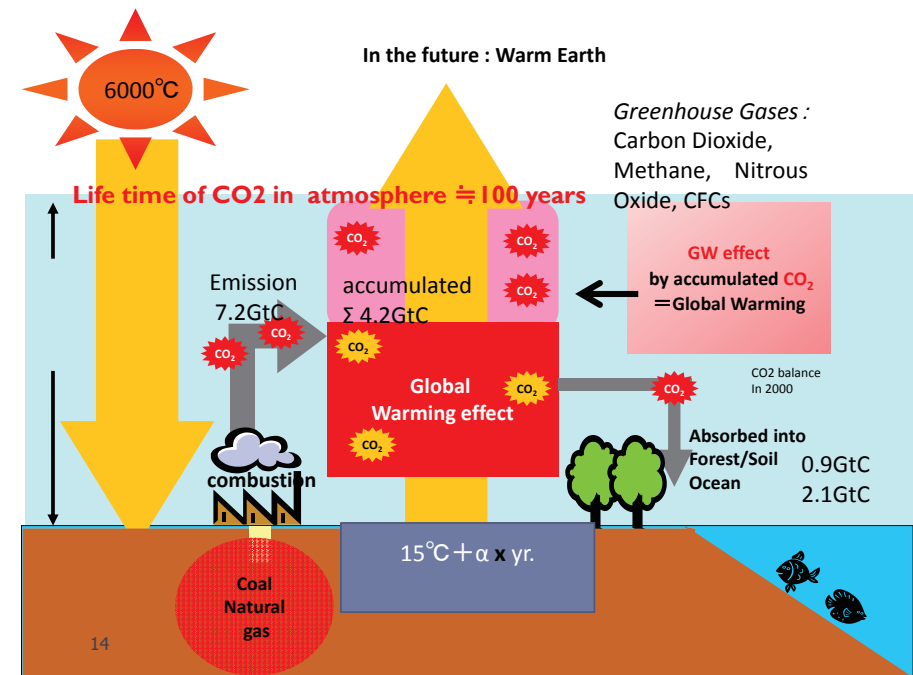 In the future : Warm Earth
6000℃
Greenhouse Gases :
Carbon Dioxide,
Methane, Nitrous
Oxide, CFCs
Life time of CO2 in atmosphere ≒100 years
CO₂
CO₂
CO₂
GW effect
by accumulated CO₂
＝Global Warming
Emission
7.2GtC
accumulated
Σ 4.2GtC
CO₂
CO₂
CO₂
Global
Warming effect
CO₂
CO₂
CO₂
CO2 balance
In 2000
Absorbed into
Forest/Soil
Ocean
0.9GtC
2.1GtC
combustion
15℃＋α x yr.
Coal
Natural
gas
14